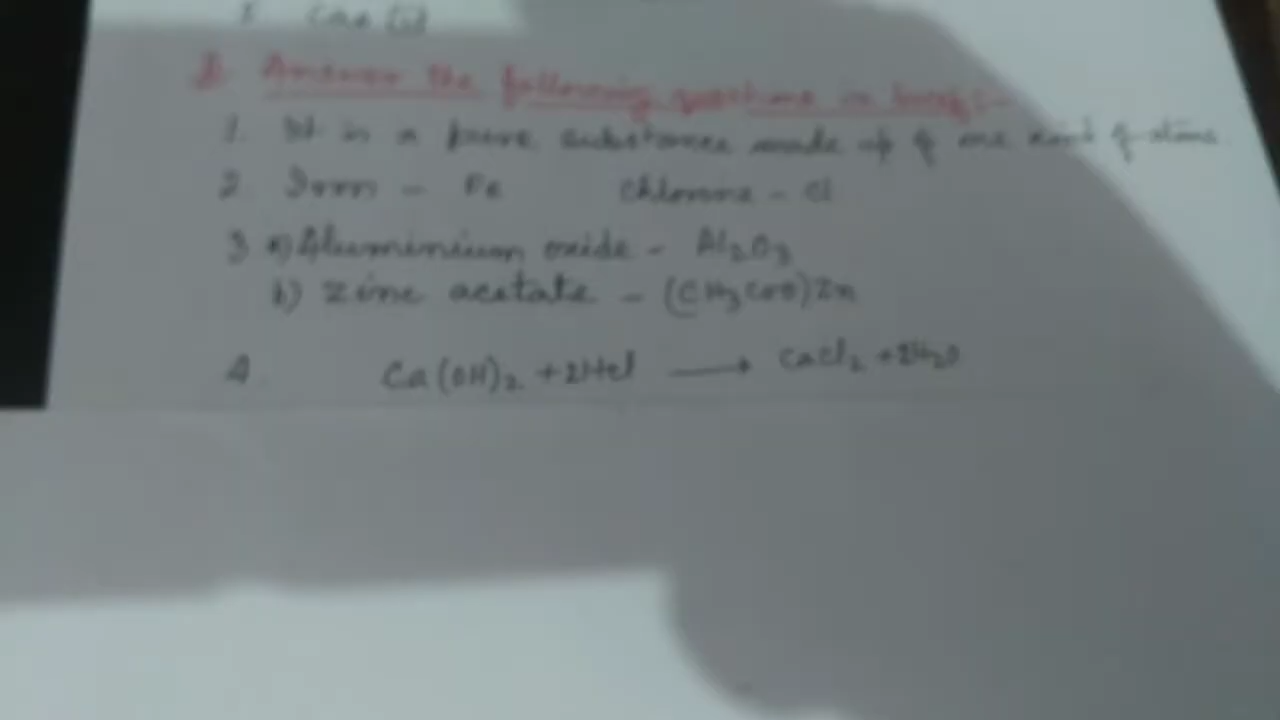 Answer the following questions in brief:-
1. It is a pure substance made up of one kind of atoms.
2. Iron - Fe Chlorine - Cl
3 a) Aluminium oxide - Al₂O₃
b) Zinc acetate - (CH₃COO)Zn
4. Ca(OH)₂ + 2HCl ⟶ CaCl₂ + 2H₂O